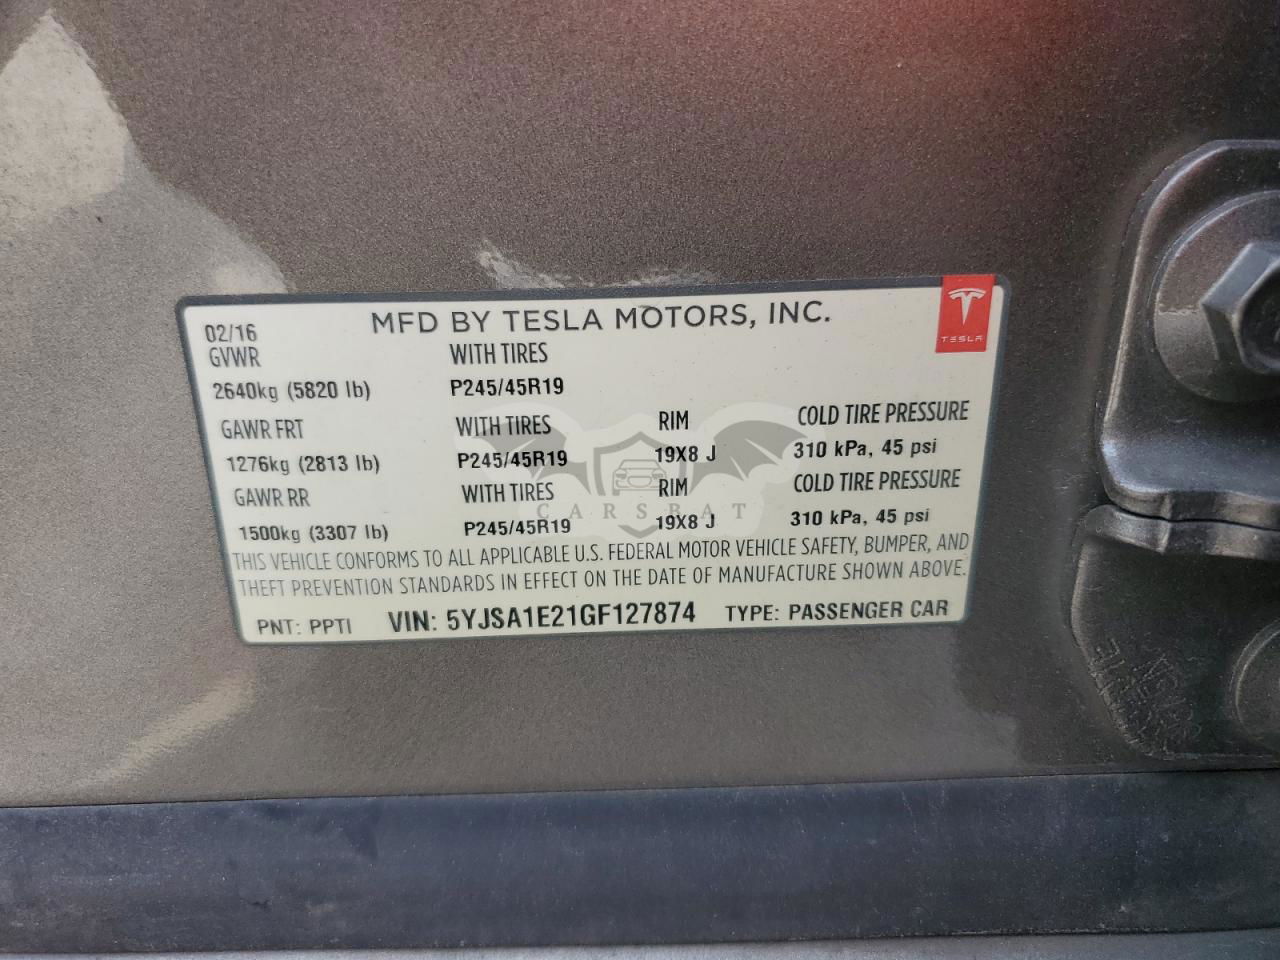 02/16 MFD BY TESLA MOTORS, INC.
TESLA
GVWR WITH TIRES
2640kg (5820 lb) P245/45R19
GAWR FRT WITH TIRES RIM COLD TIRE PRESSURE
1276kg (2813 lb) P245/45R19 19X8 J 310 kPa, 45 psi
GAWR RR WITH TIRES RIM COLD TIRE PRESSURE
1500kg (3307 lb) P245/45R19 19X8 J 310 kPa, 45 psi
CARSBAT
THIS VEHICLE CONFORMS TO ALL APPLICABLE U.S. FEDERAL MOTOR VEHICLE SAFETY, BUMPER, AND
THEFT PREVENTION STANDARDS IN EFFECT ON THE DATE OF MANUFACTURE SHOWN ABOVE.
PNT: PPTI VIN: 5YJSA1E21GF127874 TYPE: PASSENGER CAR